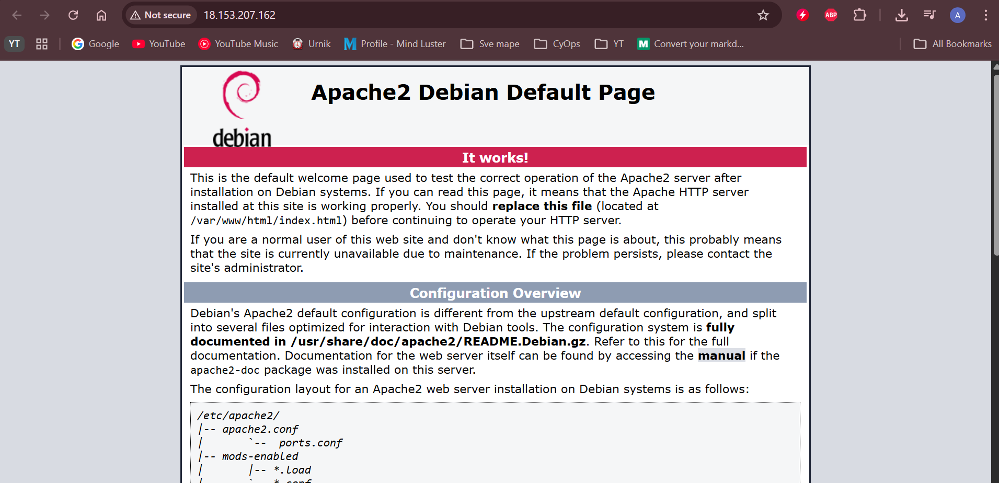 Not secure 18.153.207.162
ABP
A
YT Google YouTube YouTube Music Urnik Profile - Mind Luster Sve mape CyOps YT Convert your markd... All Bookmarks
debian
Apache2 Debian Default Page
It works!
This is the default welcome page used to test the correct operation of the Apache2 server after
installation on Debian systems. If you can read this page, it means that the Apache HTTP server
installed at this site is working properly. You should replace this file (located at
/var/www/html/index.html) before continuing to operate your HTTP server.
If you are a normal user of this web site and don't know what this page is about, this probably means
that the site is currently unavailable due to maintenance. If the problem persists, please contact the
site's administrator.
Configuration Overview
Debian's Apache2 default configuration is different from the upstream default configuration, and split
into several files optimized for interaction with Debian tools. The configuration system is fully
documented in /usr/share/doc/apache2/README.Debian.gz. Refer to this for the full
documentation. Documentation for the web server itself can be found by accessing the manual if the
apache2-doc package was installed on this server.
The configuration layout for an Apache2 web server installation on Debian systems is as follows:
/etc/apache2/
|-- apache2.conf
|       `--  ports.conf
|-- mods-enabled
|       |-- *.load
|       `-- *.conf